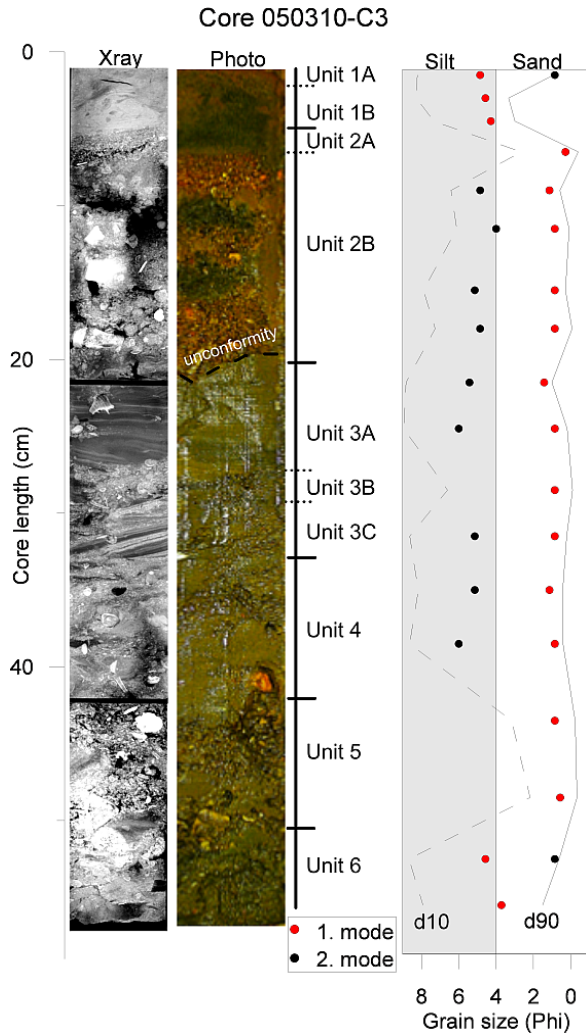 Core 050310-C3
Xray
Photo
Silt
Sand
0
20
40
Core length (cm)
Unit 1A
Unit 1B
Unit 2A
Unit 2B
unconformity
Unit 3A
Unit 3B
Unit 3C
Unit 4
Unit 5
Unit 6
d10
d90
1. mode
2. mode
8 6 4 2 0
Grain size (Phi)